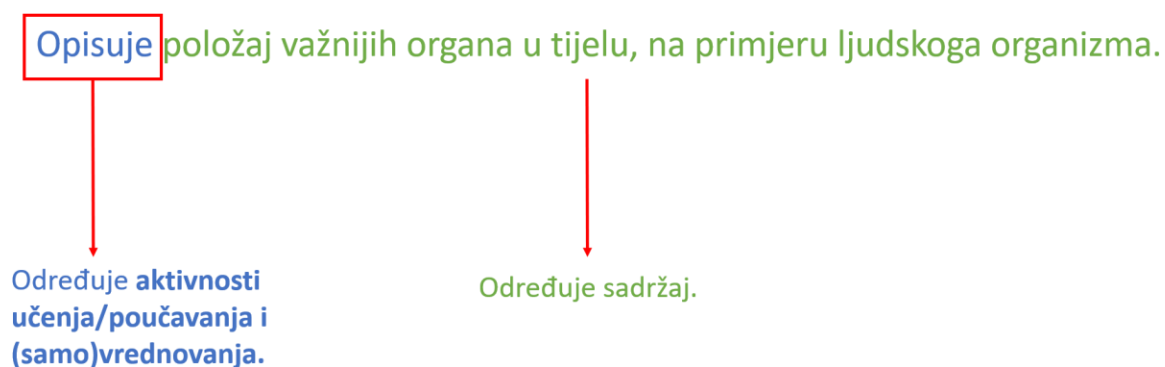 Opisuje položaj važnijih organa u tijelu, na primjeru ljudskoga organizma.
Određuje aktivnosti
učenja/poučavanja i
(samo)vrednovanja.
Određuje sadržaj.